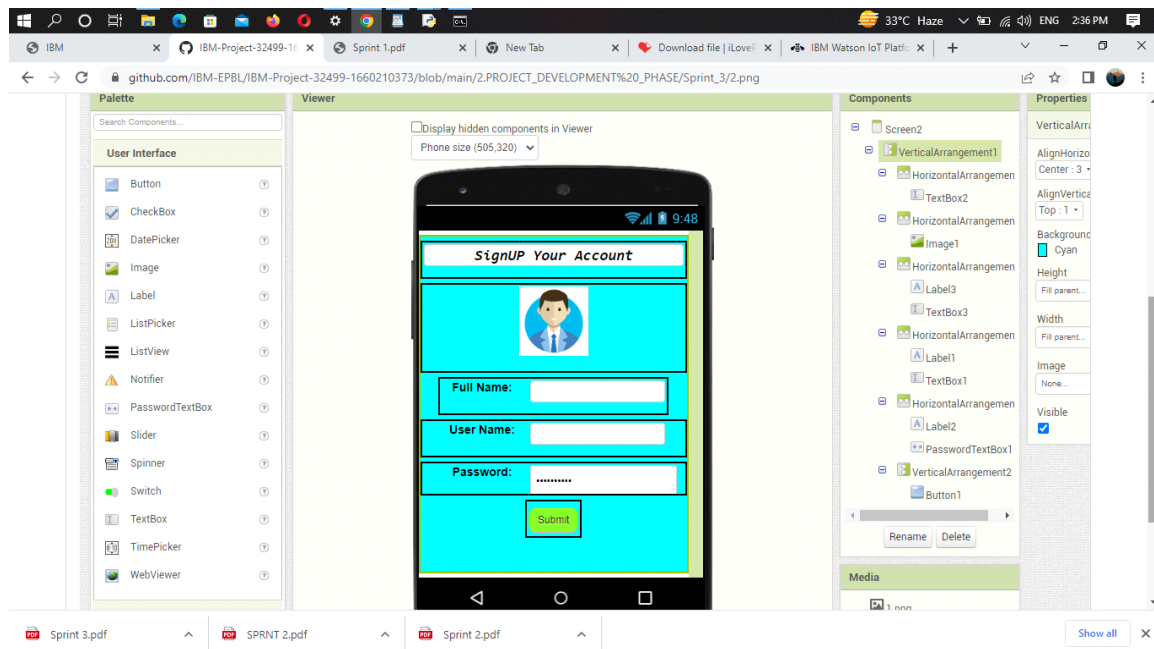 33°C Haze ENG 2:36 PM
IBM IBM-Project-32499-16 Sprint 1.pdf New Tab Download file | iLoveP IBM Watson IoT Platfo
github.com/IBM-EPBL/IBM-Project-32499-1660210373/blob/main/2.PROJECT_DEVELOPMENT%20_PHASE/Sprint_3/2.png
Palette
Search Components...
User Interface
Button
CheckBox
DatePicker
Image
Label
ListPicker
ListView
Notifier
PasswordTextBox
Slider
Spinner
Switch
TextBox
TimePicker
WebViewer
Viewer
Display hidden components in Viewer
Phone size (505,320)
9:48
SignUP Your Account
Full Name:
User Name:
Password:
Submit
Components
Screen2
VerticalArrangement1
HorizontalArrangemen
TextBox2
HorizontalArrangemen
Image1
HorizontalArrangemen
Label3
TextBox3
HorizontalArrangemen
Label1
TextBox1
HorizontalArrangemen
Label2
PasswordTextBox1
VerticalArrangement2
Button1
Rename Delete
Media
1.png
Properties
VerticalArra
AlignHorizo
Center : 3
AlignVertica
Top : 1
Background
Cyan
Height
Fill parent...
Width
Fill parent...
Image
None...
Visible
Sprint 3.pdf SPRNT 2.pdf Sprint 2.pdf Show all